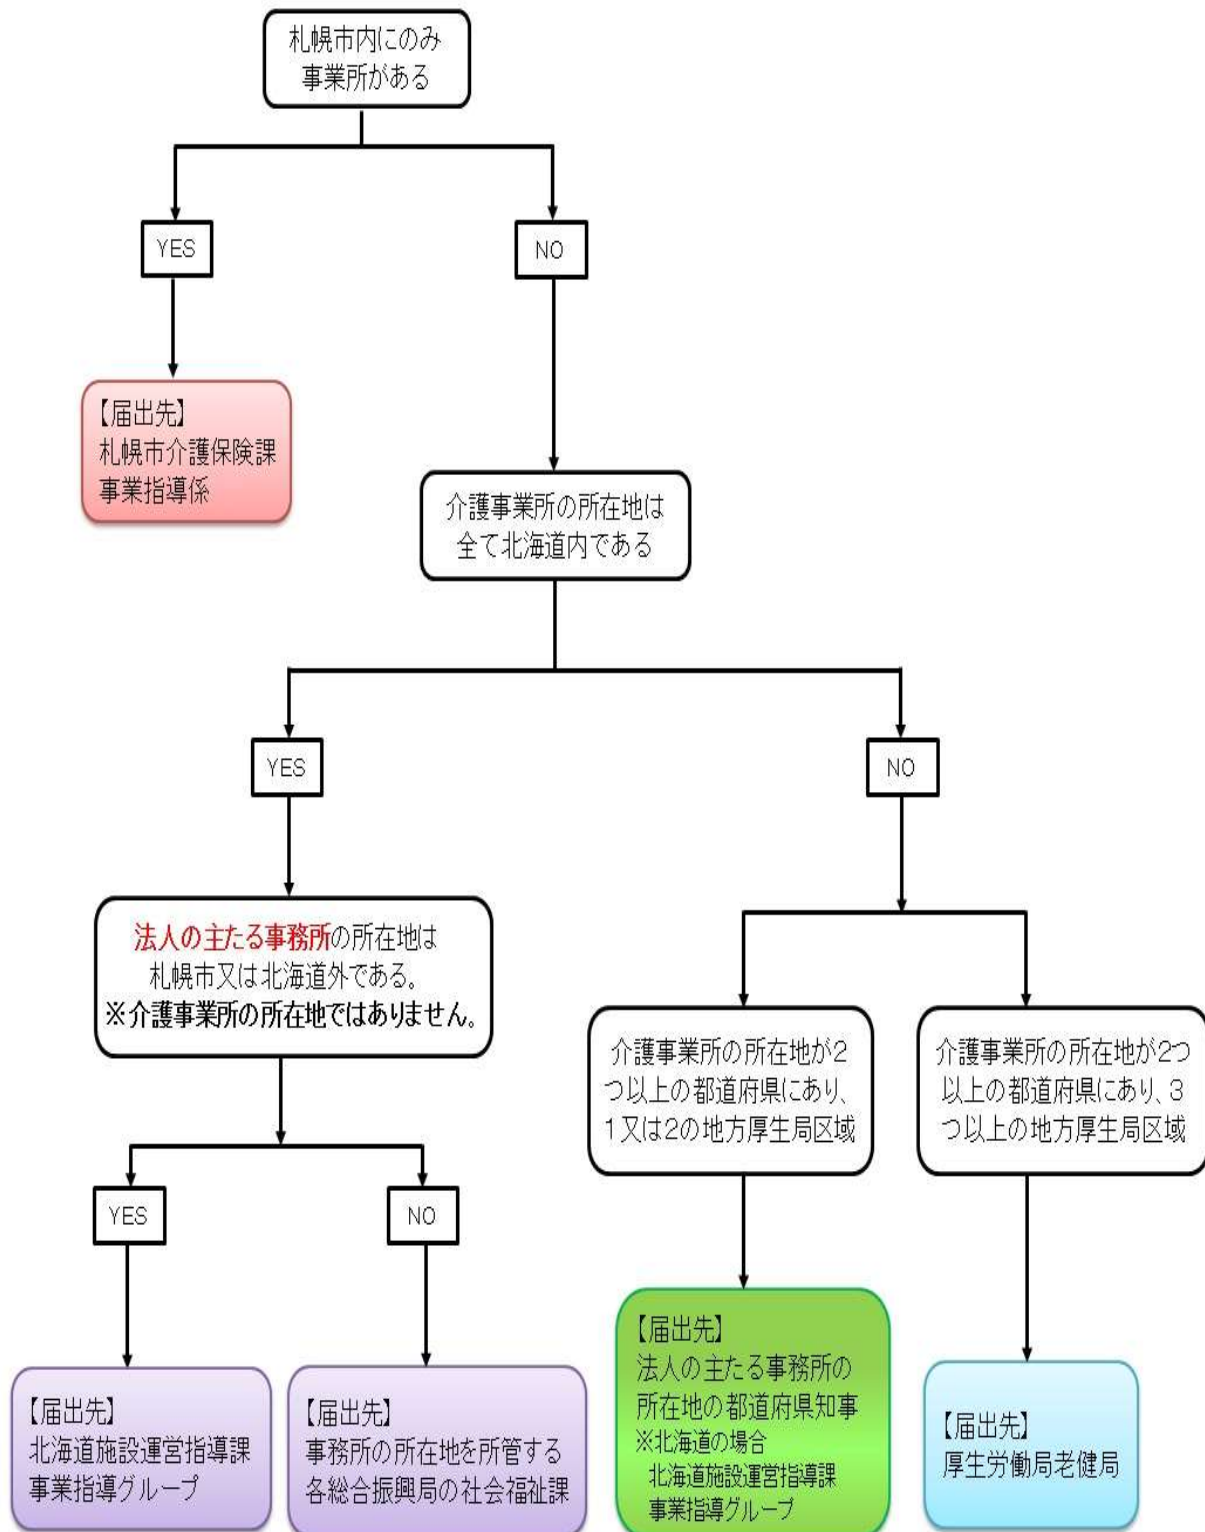 札幌市内にのみ
事業所がある
YES
NO
【届出先】
札幌市介護保険課
事業指導係
介護事業所の所在地は
全て北海道内である
YES
NO
法人の主たる事務所の所在地は
札幌市又は北海道外である。
※介護事業所の所在地ではありません。
介護事業所の所在地が2
つ以上の都道府県にあり、
1又は2の地方厚生局区域
介護事業所の所在地が2つ
以上の都道府県にあり、3
つ以上の地方厚生局区域
YES
NO
【届出先】
北海道施設運営指導課
事業指導グループ
【届出先】
事務所の所在地を所管する
各総合振興局の社会福祉課
【届出先】
法人の主たる事務所の
所在地の都道府県知事
※北海道の場合
北海道施設運営指導課
事業指導グループ
【届出先】
厚生労働局老健局